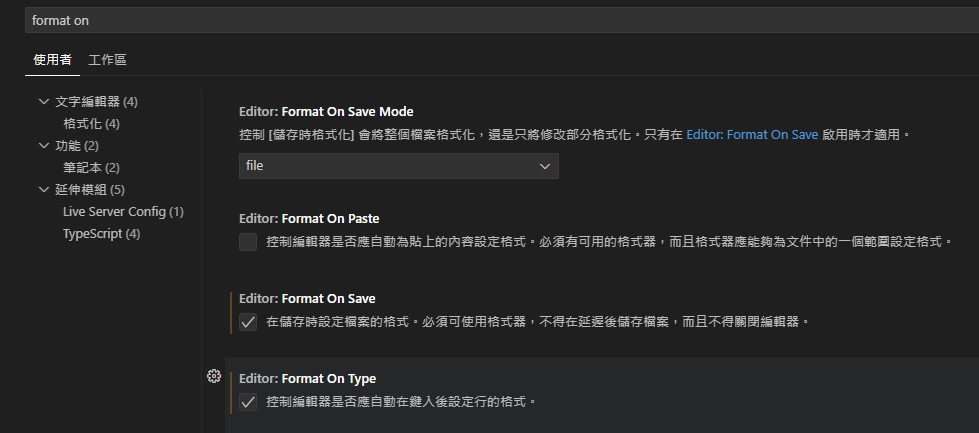 format on
使用者 工作區
文字編輯器 (4)
格式化 (4)
功能 (2)
筆記本 (2)
延伸模組 (5)
Live Server Config (1)
TypeScript (4)
Editor: Format On Save Mode
控制 [儲存時格式化] 會將整個檔案格式化，還是只將修改部分格式化。只有在 Editor: Format On Save 啟用時才適用。
file
Editor: Format On Paste
控制編輯器是否應自動為貼上的內容設定格式。必須有可用的格式器，而且格式器應能夠為文件中的一個範圍設定格式。
Editor: Format On Save
在儲存時設定檔案的格式。必須可使用格式器，不得在延遲後儲存檔案，而且不得關閉編輯器。
Editor: Format On Type
控制編輯器是否應自動在鍵入後設定行的格式。